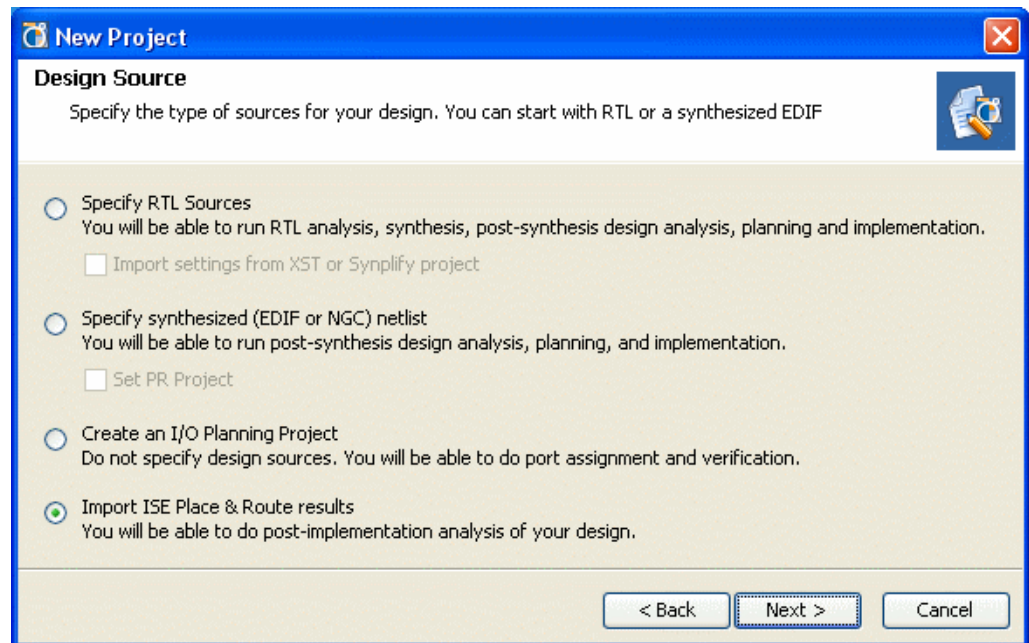 New Project
Design Source
Specify the type of sources for your design. You can start with RTL or a synthesized EDIF
Specify RTL Sources
You will be able to run RTL analysis, synthesis, post-synthesis design analysis, planning and implementation.
Import settings from XST or Synplify project
Specify synthesized (EDIF or NGC) netlist
You will be able to run post-synthesis design analysis, planning, and implementation.
Set PR Project
Create an I/O Planning Project
Do not specify design sources. You will be able to do port assignment and verification.
Import ISE Place & Route results
You will be able to do post-implementation analysis of your design.
< Back Next > Cancel